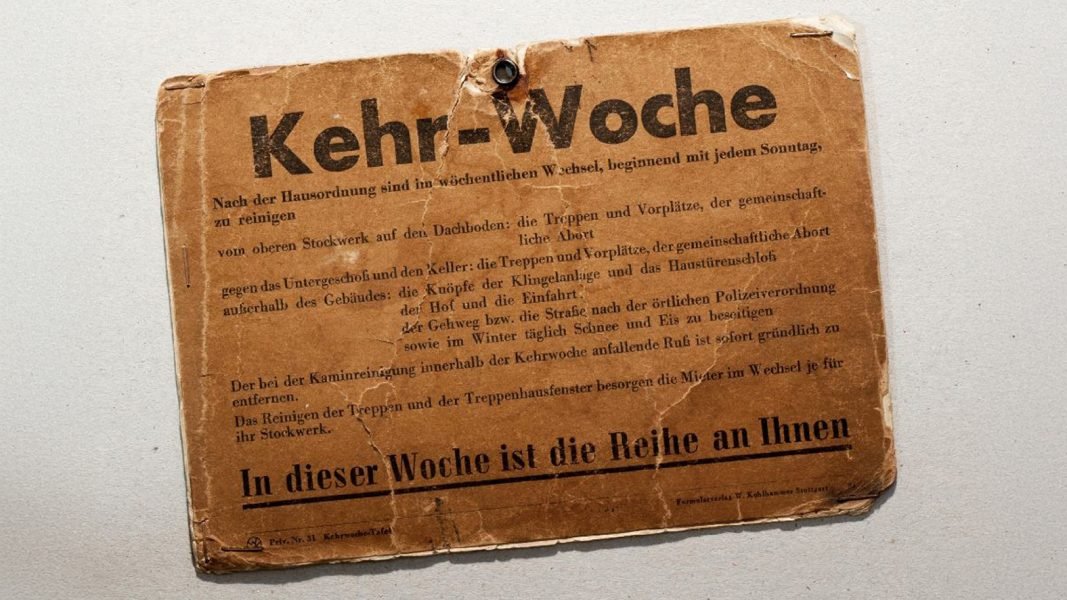 Kehr-Woche
Nach der Hausordnung sind im wöchentlichen Wechsel, beginnend mit jedem Sonntag,
zu reinigen
vom oberen Stockwerk auf den Dachboden: die Treppen und Vorplätze, der gemeinschaft-
liche Abort
gegen das Untergeschoß und den Keller: die Treppen und Vorplätze, der gemeinschaftliche Abort
außerhalb des Gebäudes: die Knöpfe der Klingelanlage und das Haustürenschloß
der Hof und die Einfahrt
der Gehweg bzw. die Straße nach der örtlichen Polizeiverordnung
sowie im Winter täglich Schnee und Eis zu beseitigen
Der bei der Kaminreinigung innerhalb der Kehrwoche anfallende Ruß ist sofort gründlich zu
entfernen.
Das Reinigen der Treppen und der Treppenhausfenster besorgen die Mieter im Wechsel je für
ihr Stockwerk.
In dieser Woche ist die Reihe an Ihnen
Formularverlag W. Kohlhammer Stuttgart
Priv. Nr. 31 Kehrwoche-Tafel